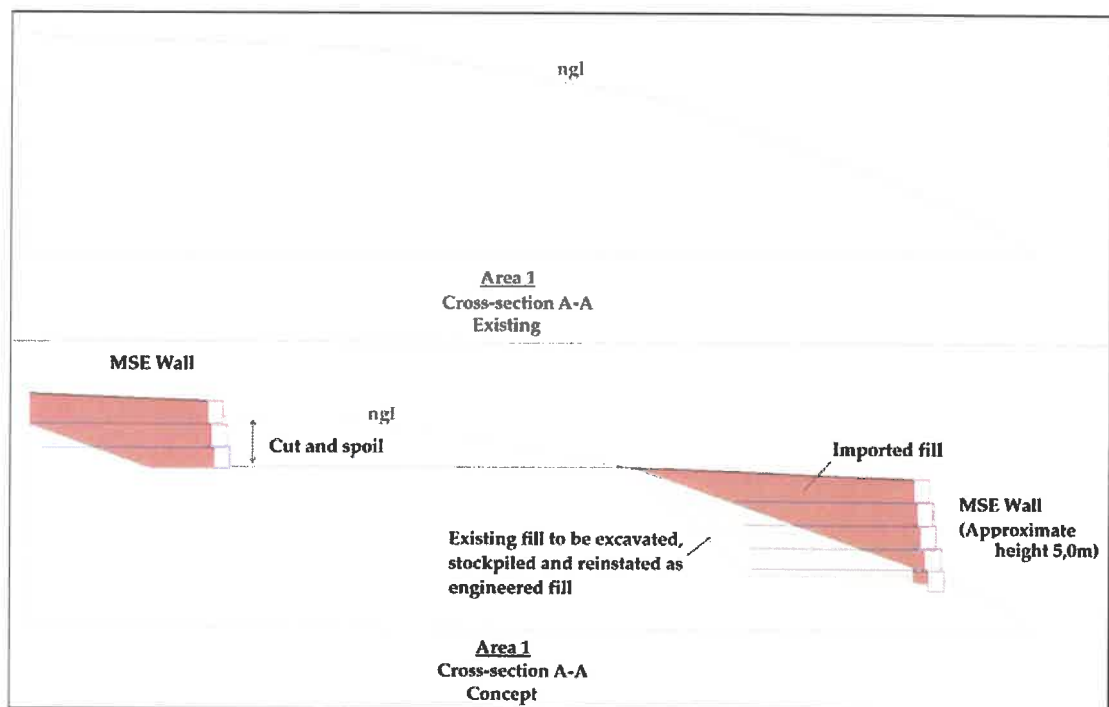 ngl
Area 1
Cross-section A-A
Existing
MSE Wall
ngl
Cut and spoil
Imported fill
MSE Wall
(Approximate
height 5,0m)
Existing fill to be excavated,
stockpiled and reinstated as
engineered fill
Area 1
Cross-section A-A
Concept